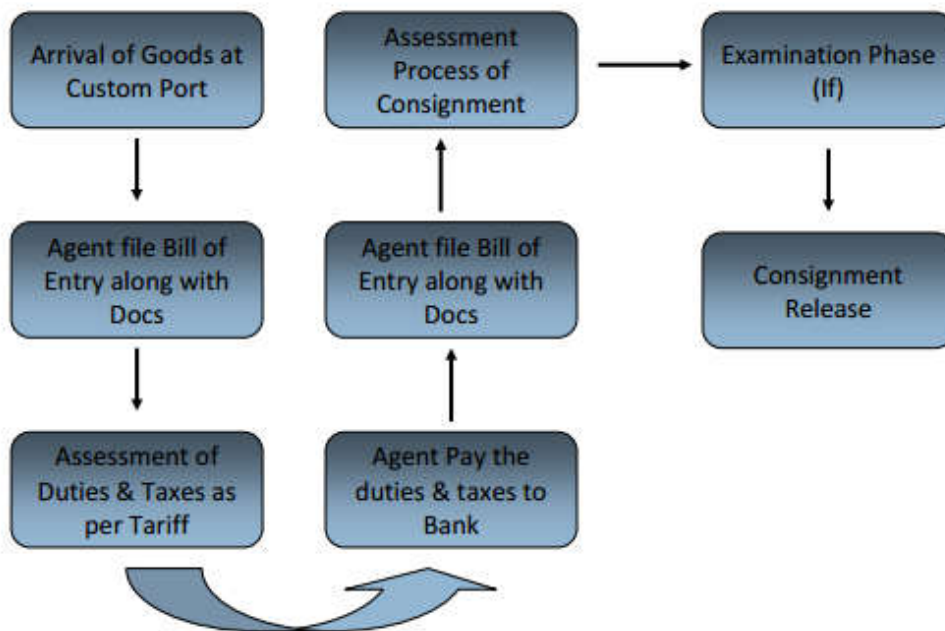 Arrival of Goods at
Custom Port
Agent file Bill of
Entry along with
Docs
Assessment of
Duties & Taxes as
per Tariff
Agent Pay the
duties & taxes to
Bank
Agent file Bill of
Entry along with
Docs
Assessment
Process of
Consignment
Examination Phase
(If)
Consignment
Release